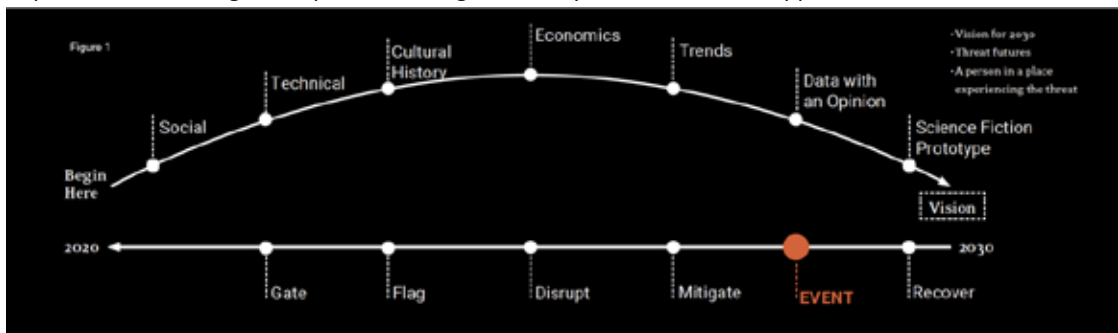 Figure 1
Economics
Cultural
History
Trends
Technical
Data with
an Opinion
Social
Science Fiction
Prototype
·Vision for 2030
·Threat futures
·A person in a place
experiencing the threat
Begin
Here
Vision
2020
2030
Gate
Flag
Disrupt
Mitigate
EVENT
Recover